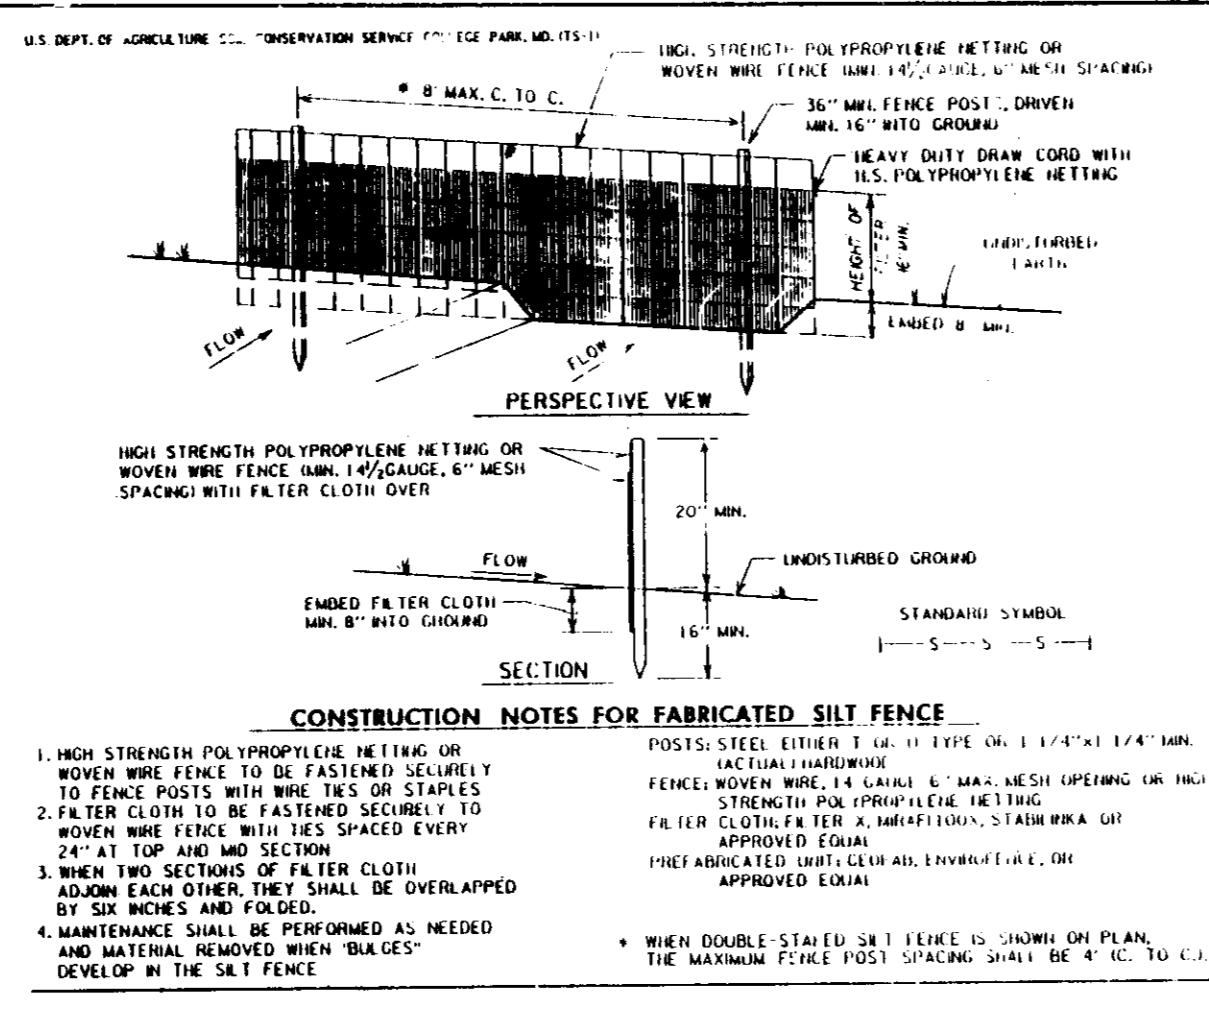 U.S. DEPT. OF AGRICULTURE CONSERVATION SERVICE COLLEGE PARK, MD. (TS-1)
HIGH STRENGTH POLYPROPYLENE NETTING OR
WOVEN WIRE FENCE (MIN. 14½ GAUGE, 6" MESH SPACING)
* 8' MAX. C. TO C.
36" MIN. FENCE POSTS, DRIVEN
MIN. 16" INTO GROUND
HEAVY DUTY DRAW CORD WITH
H.S. POLYPROPYLENE NETTING
HEIGHT OF
FILTER
16" MIN.
UNDISTURBED
EARTH
EMBED 8" MIN.
FLOW
FLOW
PERSPECTIVE VIEW
HIGH STRENGTH POLYPROPYLENE NETTING OR
WOVEN WIRE FENCE (MIN. 14½ GAUGE, 6" MESH
SPACING) WITH FILTER CLOTH OVER
20" MIN.
FLOW
UNDISTURBED GROUND
EMBED FILTER CLOTH
MIN. 8" INTO GROUND
16" MIN.
STANDARD SYMBOL
S S S
SECTION
CONSTRUCTION NOTES FOR FABRICATED SILT FENCE
1. HIGH STRENGTH POLYPROPYLENE NETTING OR
WOVEN WIRE FENCE TO BE FASTENED SECURELY
TO FENCE POSTS WITH WIRE TIES OR STAPLES
2. FILTER CLOTH TO BE FASTENED SECURELY TO
WOVEN WIRE FENCE WITH TIES SPACED EVERY
24" AT TOP AND MID SECTION
3. WHEN TWO SECTIONS OF FILTER CLOTH
ADJOIN EACH OTHER, THEY SHALL BE OVERLAPPED
BY SIX INCHES AND FOLDED.
4. MAINTENANCE SHALL BE PERFORMED AS NEEDED
AND MATERIAL REMOVED WHEN "BULGES"
DEVELOP IN THE SILT FENCE
POSTS: STEEL EITHER T OR U TYPE OR 1 1/4"x1 1/4" MIN.
(ACTUAL) HARDWOOD
FENCE: WOVEN WIRE, 14 GAUGE 6" MAX. MESH OPENING OR HIGH
STRENGTH POLYPROPYLENE NETTING
FILTER CLOTH: FILTER X, MIRAFI 100X, STABILINKA OR
APPROVED EQUAL
PREFABRICATED UNIT: GEOFAB, ENVIROFENCE, OR
APPROVED EQUAL
* WHEN DOUBLE-STAKED SILT FENCE IS SHOWN ON PLAN,
THE MAXIMUM FENCE POST SPACING SHALL BE 4' (C. TO C.).